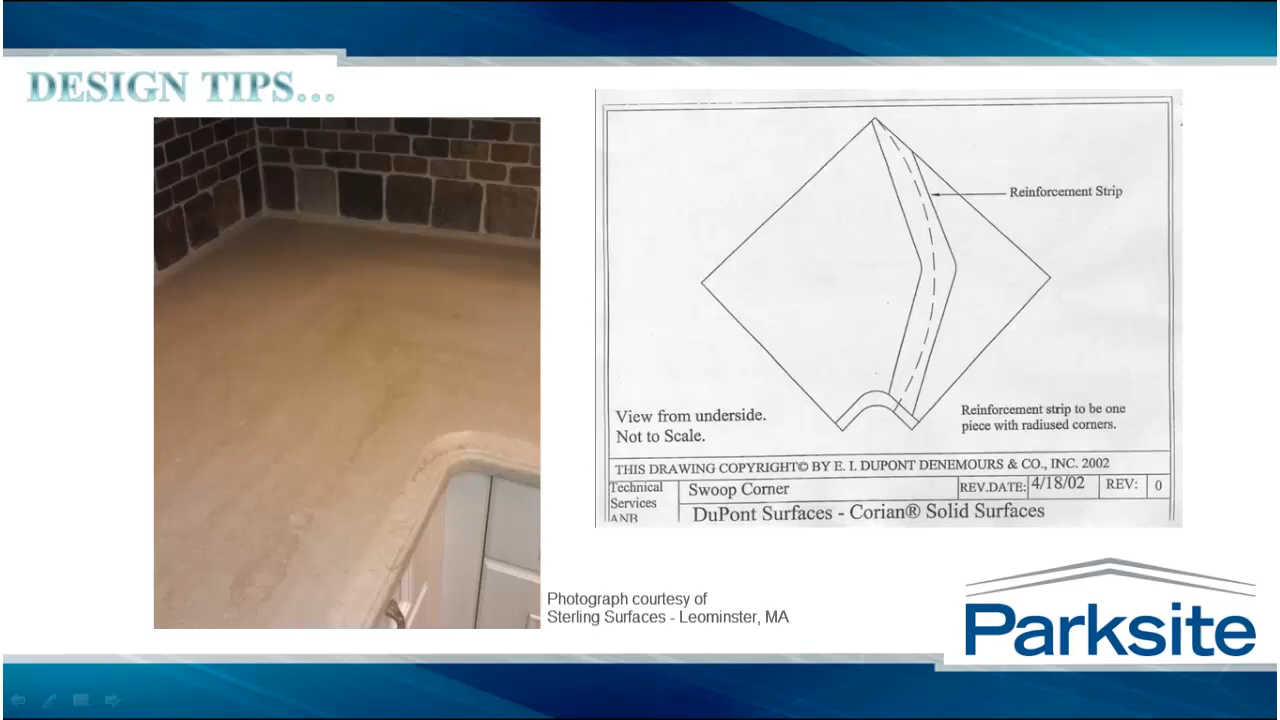 DESIGN TIPS...
Reinforcement Strip
View from underside.
Not to Scale.
Reinforcement strip to be one
piece with radiused corners.
THIS DRAWING COPYRIGHT© BY E. I. DUPONT DENEMOURS & CO., INC. 2002
Technical
Services
ANB
Swoop Corner
REV.DATE: 4/18/02
REV: 0
DuPont Surfaces - Corian® Solid Surfaces
Photograph courtesy of
Sterling Surfaces - Leominster, MA
Parksite